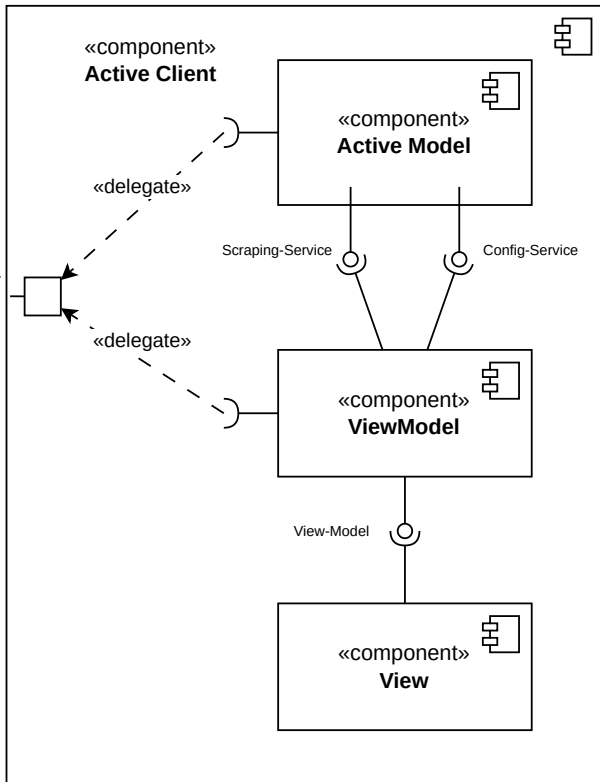 «component»
Active Client
«component»
Active Model
«delegate»
Scraping-Service
Config-Service
«delegate»
«component»
ViewModel
View-Model
«component»
View